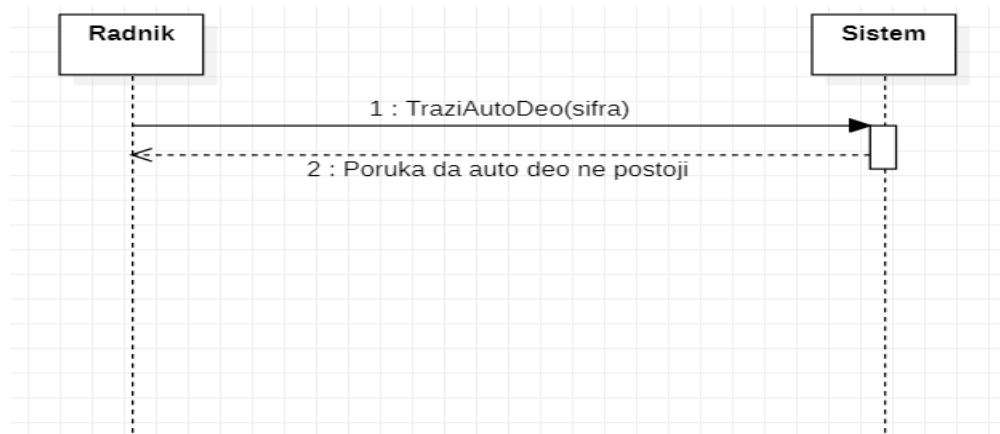 Radnik
Sistem
1 : TraziAutoDeo(sifra)
2 : Poruka da auto deo ne postoji